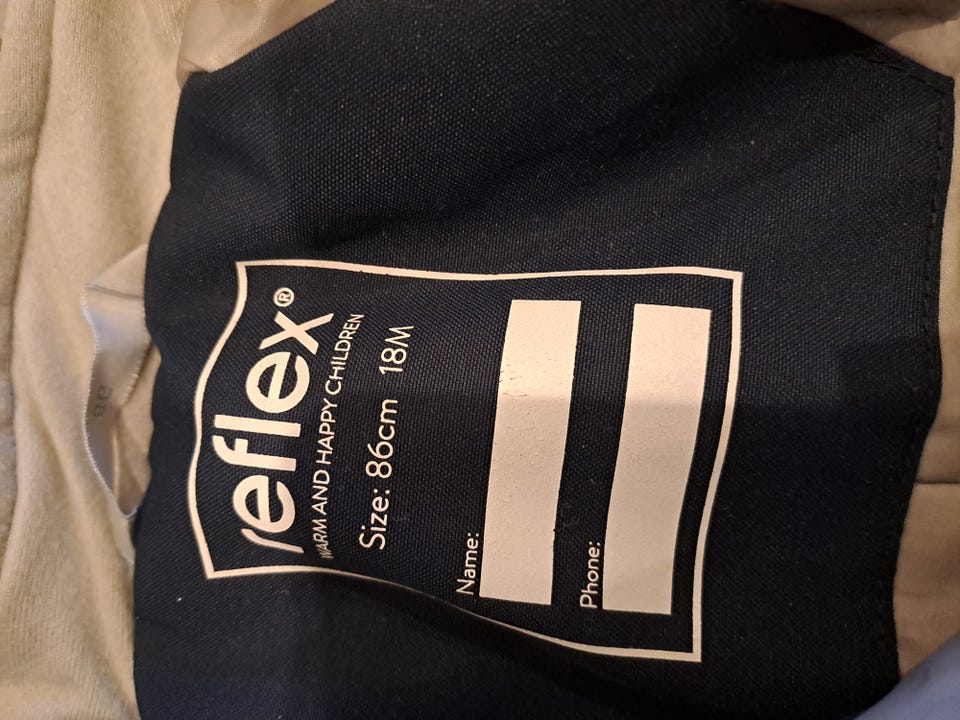 reflex®
WARM AND HAPPY CHILDREN
Size: 86cm 18M
Name:
Phone: